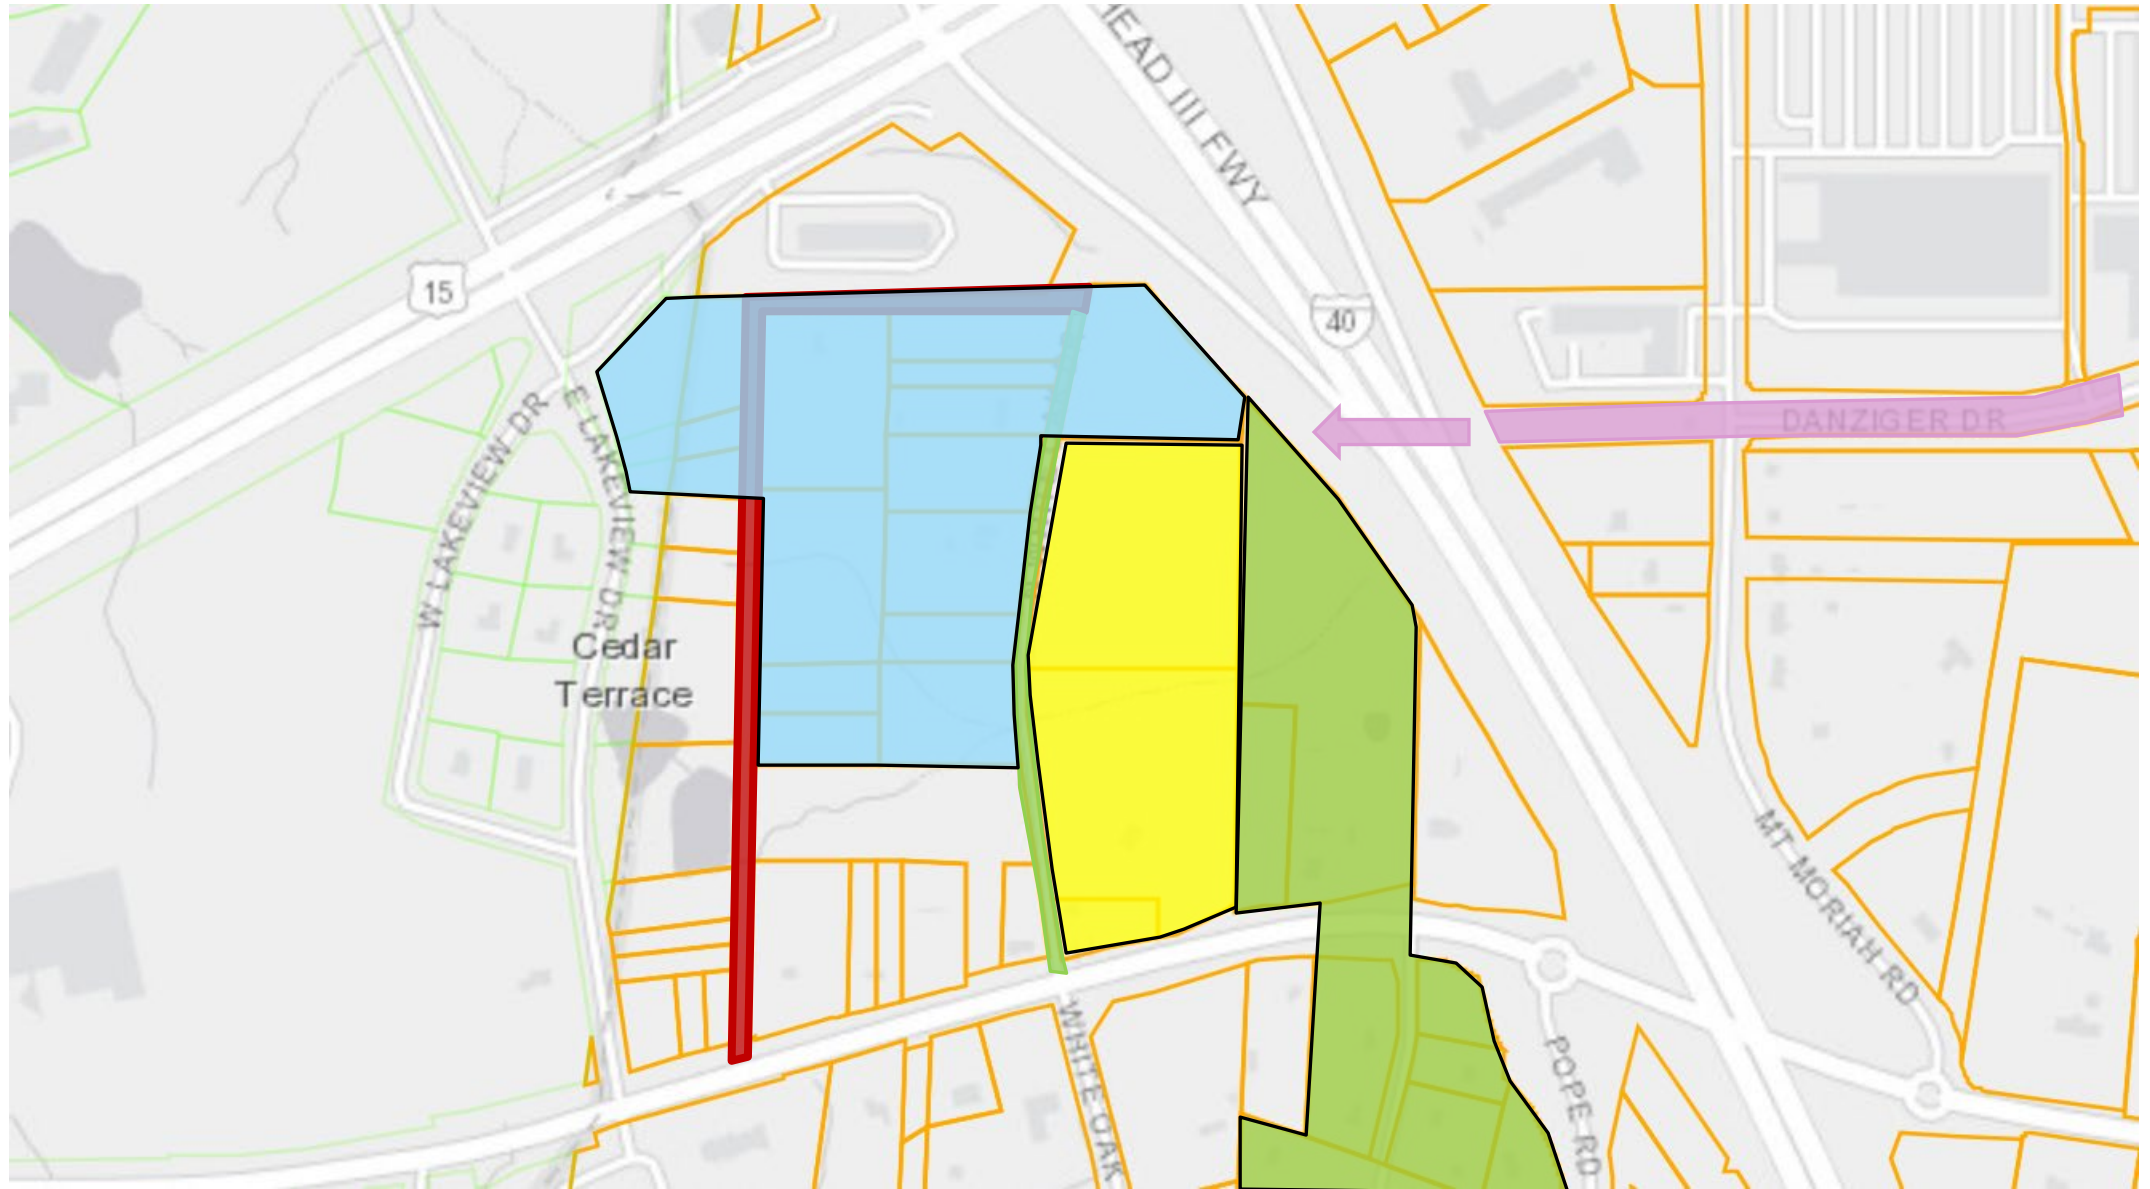 HEAD III FWY
15
40
DANZIGER DR
W LAKEVIEW DR
E LAKEVIEW DR
Cedar
Terrace
MT MORIAH RD
WHITE OAK
POPE RD